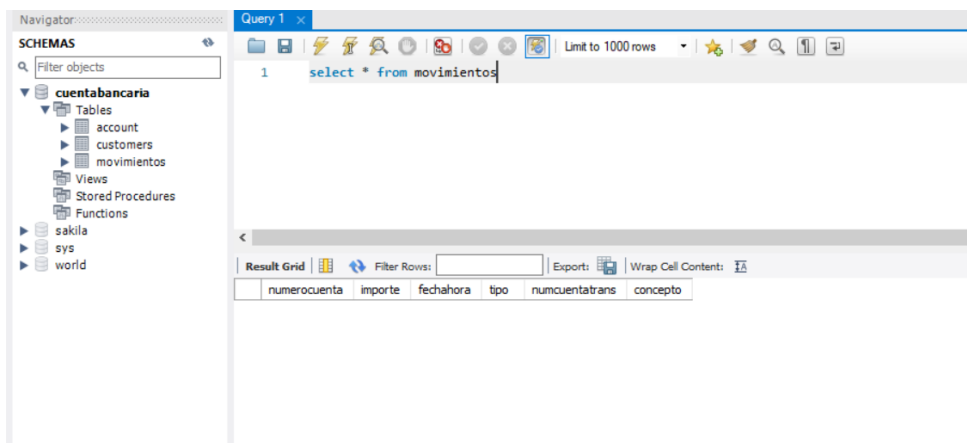 Navigator
SCHEMAS
Filter objects
cuentabancaria
Tables
account
customers
movimientos
Views
Stored Procedures
Functions
sakila
sys
world
Query 1
Limit to 1000 rows
1 select * from movimientos
Result Grid Filter Rows: Export: Wrap Cell Content:
numerocuenta importe fechahora tipo numcuentatrans concepto